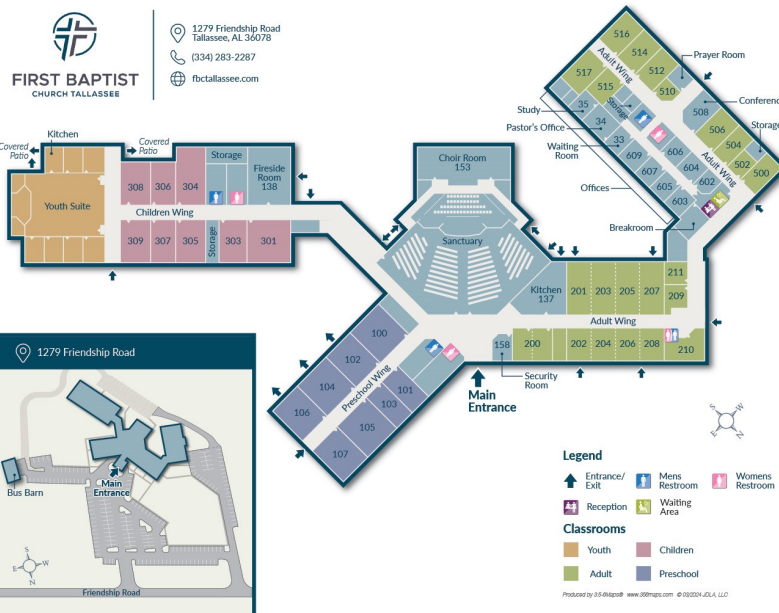 FIRST BAPTIST
CHURCH TALLASSEE
1279 Friendship Road
Tallassee, AL 36078
(334) 283-2287
fbctallassee.com
516
514
512
510
517
515
Adult Wing
Prayer Room
Storage
508
Conferenc
506
504
502
500
Storage
Adult Wing
Study
35
Pastor's Office
34
Waiting
Room
33
609
607
605
603
606
604
602
Offices
Breakroom
Kitchen
Covered
Patio
Covered
Patio
Youth Suite
308
306
304
Storage
Fireside
Room
138
Children Wing
309
307
305
Storage
303
301
Choir Room
153
Sanctuary
Kitchen
137
201
203
205
207
211
209
Adult Wing
158
200
202
204
206
208
210
Security
Room
Main
Entrance
100
102
104
106
Preschool Wing
101
103
105
107
1279 Friendship Road
Bus Barn
Main
Entrance
S
W
E
N
Friendship Road
S
W
E
N
Legend
Entrance/
Exit
Mens
Restroom
Womens
Restroom
Reception
Waiting
Area
Classrooms
Youth
Children
Adult
Preschool